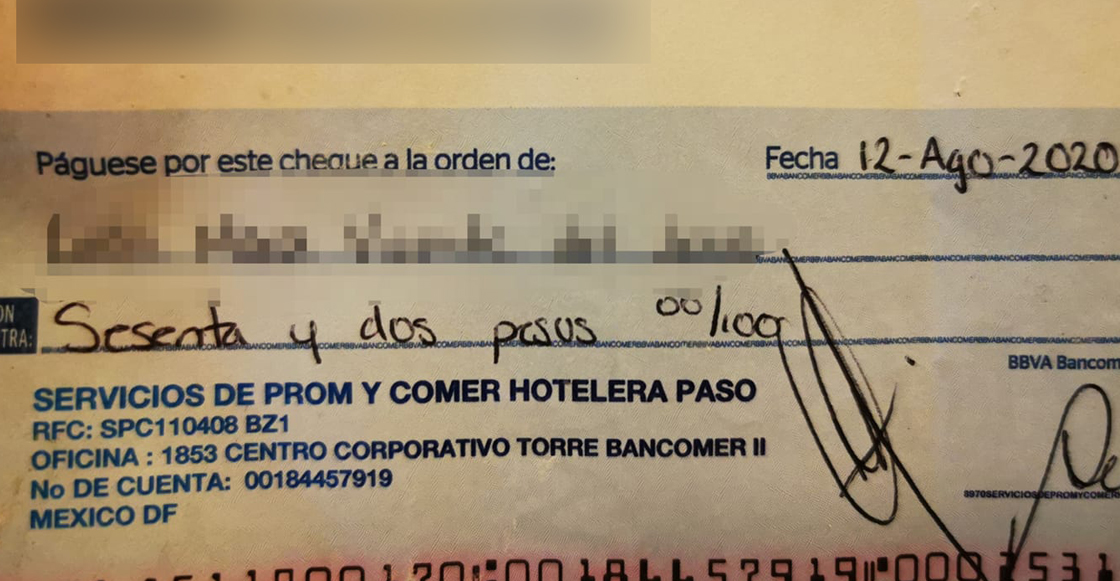 Páguese por este cheque a la orden de:
Fecha 12-Ago-2020
Sesenta y dos pesos 00/100
BBVA Bancom
SERVICIOS DE PROM Y COMER HOTELERA PASO
RFC: SPC110408 BZ1
OFICINA : 1853 CENTRO CORPORATIVO TORRE BANCOMER II
No DE CUENTA: 00184457919
MEXICO DF